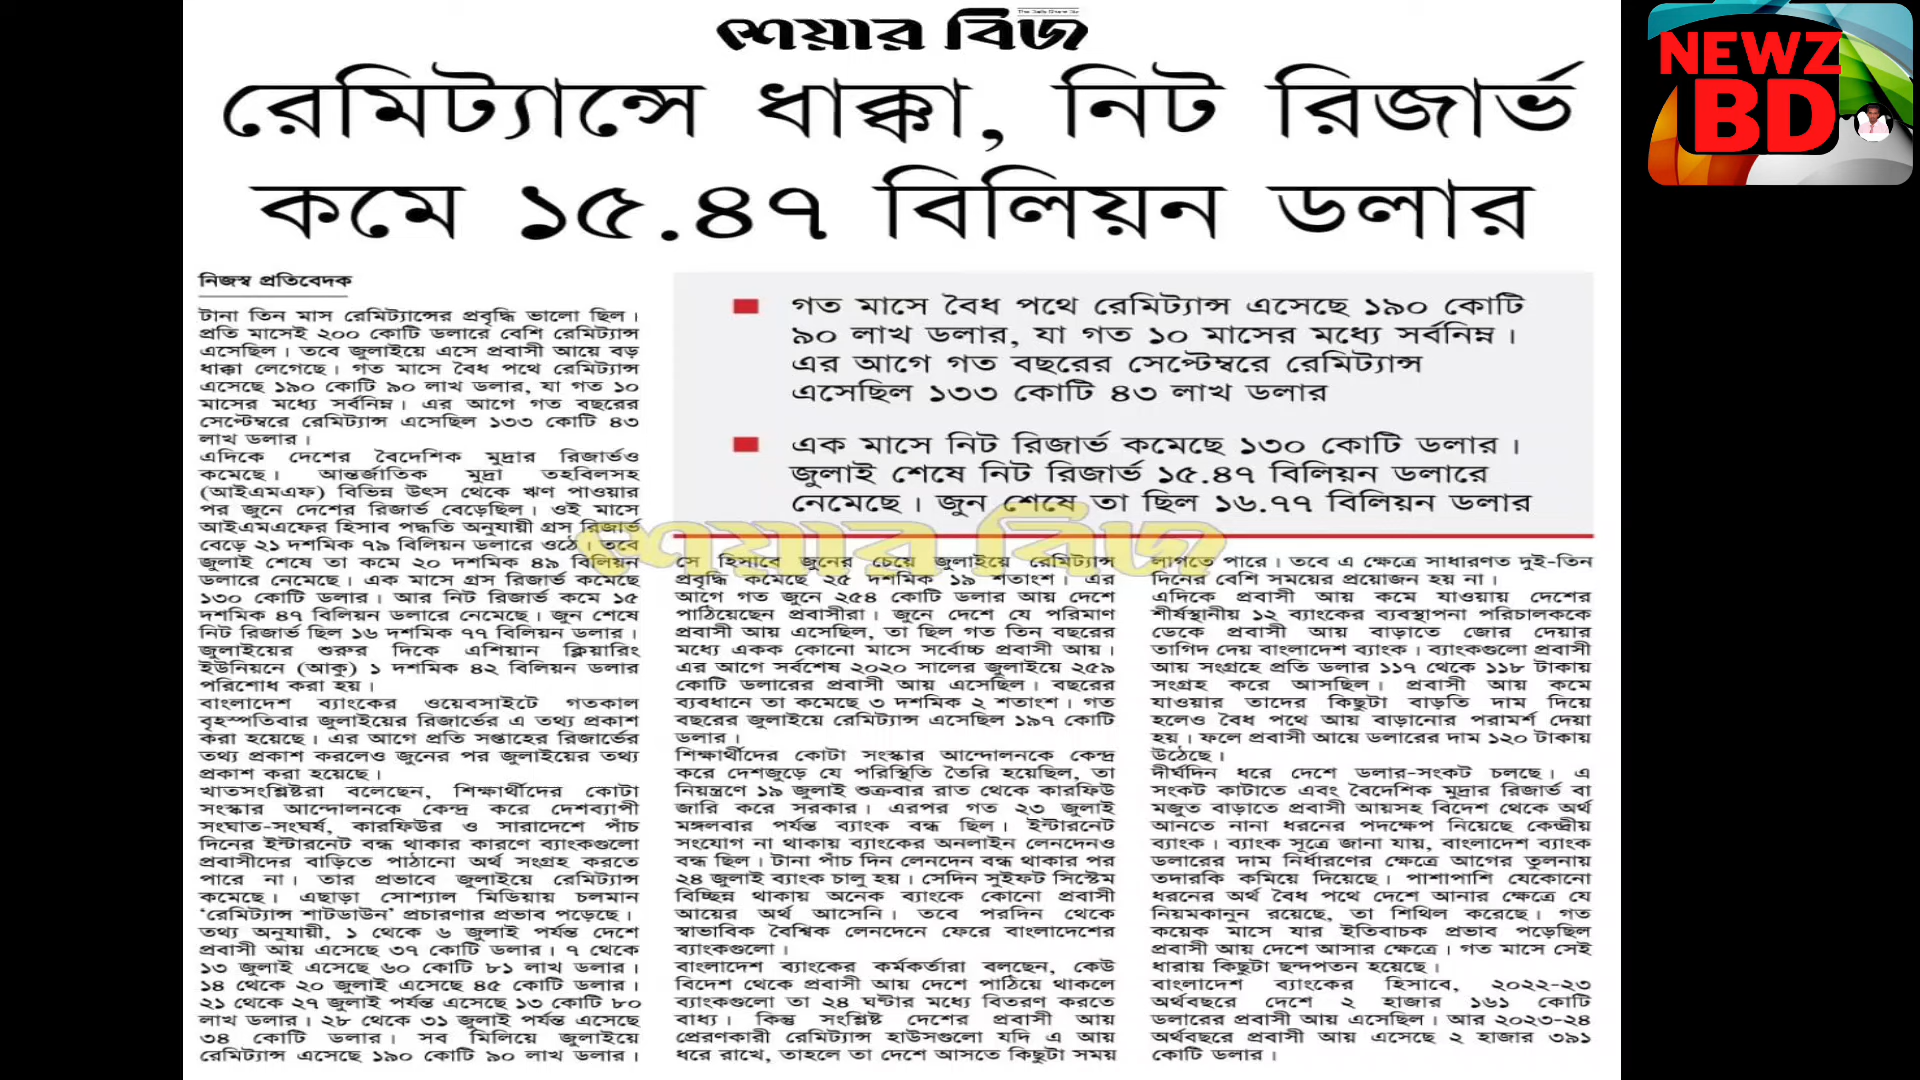 শেয়ার বিজ
রেমিট্যান্সে ধাক্কা, নিট রিজার্ভ
কমে ১৫.৪৭ বিলিয়ন ডলার
NEWZ
BD
নিজস্ব প্রতিবেদক
টানা তিন মাস রেমিট্যান্সের প্রবৃদ্ধি ভালো ছিল।
প্রতি মাসেই ২০০ কোটি ডলারে বেশি রেমিট্যান্স
এসেছিল। তবে জুলাইয়ে এসে প্রবাসী আয়ে বড়
ধাক্কা লেগেছে। গত মাসে বৈধ পথে রেমিট্যান্স
এসেছে ১৯০ কোটি ৯০ লাখ ডলার, যা গত ১০
মাসের মধ্যে সর্বনিম্ন। এর আগে গত বছরের
সেপ্টেম্বরে রেমিট্যান্স এসেছিল ১৩৩ কোটি ৪৩
লাখ ডলার।
এদিকে দেশের বৈদেশিক মুদ্রার রিজার্ভও
কমেছে। আন্তর্জাতিক মুদ্রা তহবিলসহ
(আইএমএফ) বিভিন্ন উৎস থেকে ঋণ পাওয়ার
পর জুনে দেশের রিজার্ভ বেড়েছিল। ওই মাসে
আইএমএফের হিসাব পদ্ধতি অনুযায়ী গ্রস রিজার্ভ
বেড়ে ২১ দশমিক ৭৯ বিলিয়ন ডলারে ওঠে। তবে
জুলাই শেষে তা কমে ২০ দশমিক ৪৯ বিলিয়ন
ডলারে নেমেছে। এক মাসে গ্রস রিজার্ভ কমেছে
১৩০ কোটি ডলার। আর নিট রিজার্ভ কমে ১৫
দশমিক ৪৭ বিলিয়ন ডলারে নেমেছে। জুন শেষে
নিট রিজার্ভ ছিল ১৬ দশমিক ৭৭ বিলিয়ন ডলার।
জুলাইয়ের শুরুর দিকে এশিয়ান ক্লিয়ারিং
ইউনিয়নে (আকু) ১ দশমিক ৪২ বিলিয়ন ডলার
পরিশোধ করা হয়।
বাংলাদেশ ব্যাংকের ওয়েবসাইটে গতকাল
বৃহস্পতিবার জুলাইয়ের রিজার্ভের এ তথ্য প্রকাশ
করা হয়েছে। এর আগে প্রতি সপ্তাহের রিজার্ভের
তথ্য প্রকাশ করলেও জুনের পর জুলাইয়ের তথ্য
প্রকাশ করা হয়েছে।
খাতসংশ্লিষ্টরা বলেছেন, শিক্ষার্থীদের কোটা
সংস্কার আন্দোলনকে কেন্দ্র করে দেশব্যাপী
সংঘাত-সংঘর্ষ, কারফিউর ও সারাদেশে পাঁচ
দিনের ইন্টারনেট বন্ধ থাকার কারণে ব্যাংকগুলো
প্রবাসীদের বাড়িতে পাঠানো অর্থ সংগ্রহ করতে
পারে না। তার প্রভাবে জুলাইয়ে রেমিট্যান্স
কমেছে। এছাড়া সোশ্যাল মিডিয়ায় চলমান
‘রেমিট্যান্স শাটডাউন’ প্রচারণার প্রভাব পড়েছে।
তথ্য অনুযায়ী, ১ থেকে ৬ জুলাই পর্যন্ত দেশে
প্রবাসী আয় এসেছে ৩৭ কোটি ডলার। ৭ থেকে
১৩ জুলাই এসেছে ৬০ কোটি ৮১ লাখ ডলার।
১৪ থেকে ২০ জুলাই এসেছে ৪৫ কোটি ডলার।
২১ থেকে ২৭ জুলাই পর্যন্ত এসেছে ১৩ কোটি ৮০
লাখ ডলার। ২৮ থেকে ৩১ জুলাই পর্যন্ত এসেছে
৩৪ কোটি ডলার। সব মিলিয়ে জুলাইয়ে
রেমিট্যান্স এসেছে ১৯০ কোটি ৯০ লাখ ডলার।
গত মাসে বৈধ পথে রেমিট্যান্স এসেছে ১৯০ কোটি
৯০ লাখ ডলার, যা গত ১০ মাসের মধ্যে সর্বনিম্ন।
এর আগে গত বছরের সেপ্টেম্বরে রেমিট্যান্স
এসেছিল ১৩৩ কোটি ৪৩ লাখ ডলার
এক মাসে নিট রিজার্ভ কমেছে ১৩০ কোটি ডলার।
জুলাই শেষে নিট রিজার্ভ ১৫.৪৭ বিলিয়ন ডলারে
নেমেছে। জুন শেষে তা ছিল ১৬.৭৭ বিলিয়ন ডলার
শেয়ার বিজ
সে হিসাবে জুনের চেয়ে জুলাইয়ে রেমিট্যান্স
প্রবৃদ্ধি কমেছে ২৫ দশমিক ১৯ শতাংশ। এর
আগে গত জুনে ২৫৪ কোটি ডলার আয় দেশে
পাঠিয়েছেন প্রবাসীরা। জুনে দেশে যে পরিমাণ
প্রবাসী আয় এসেছিল, তা ছিল গত তিন বছরের
মধ্যে একক কোনো মাসে সর্বোচ্চ প্রবাসী আয়।
এর আগে সর্বশেষ ২০২০ সালের জুলাইয়ে ২৫৯
কোটি ডলারের প্রবাসী আয় এসেছিল। বছরের
ব্যবধানে তা কমেছে ৩ দশমিক ২ শতাংশ। গত
বছরের জুলাইয়ে রেমিট্যান্স এসেছিল ১৯৭ কোটি
ডলার।
শিক্ষার্থীদের কোটা সংস্কার আন্দোলনকে কেন্দ্র
করে দেশজুড়ে যে পরিস্থিতি তৈরি হয়েছিল, তা
নিয়ন্ত্রণে ১৯ জুলাই শুক্রবার রাত থেকে কারফিউ
জারি করে সরকার। এরপর গত ২৩ জুলাই
মঙ্গলবার পর্যন্ত ব্যাংক বন্ধ ছিল। ইন্টারনেট
সংযোগ না থাকায় ব্যাংকের অনলাইন লেনদেনও
বন্ধ ছিল। টানা পাঁচ দিন লেনদেন বন্ধ থাকার পর
২৪ জুলাই ব্যাংক চালু হয়। সেদিন সুইফট সিস্টেম
বিচ্ছিন্ন থাকায় অনেক ব্যাংকে কোনো প্রবাসী
আয়ের অর্থ আসেনি। তবে পরদিন থেকে
স্বাভাবিক বৈশ্বিক লেনদেনে ফেরে বাংলাদেশের
ব্যাংকগুলো।
বাংলাদেশ ব্যাংকের কর্মকর্তারা বলছেন, কেউ
বিদেশ থেকে প্রবাসী আয় দেশে পাঠিয়ে থাকলে
ব্যাংকগুলো তা ২৪ ঘণ্টার মধ্যে বিতরণ করতে
বাধ্য। কিন্তু সংশ্লিষ্ট দেশের প্রবাসী আয়
প্রেরণকারী রেমিট্যান্স হাউসগুলো যদি এ আয়
ধরে রাখে, তাহলে তা দেশে আসতে কিছুটা সময়
লাগতে পারে। তবে এ ক্ষেত্রে সাধারণত দুই-তিন
দিনের বেশি সময়ের প্রয়োজন হয় না।
এদিকে প্রবাসী আয় কমে যাওয়ায় দেশের
শীর্ষস্থানীয় ১২ ব্যাংকের ব্যবস্থাপনা পরিচালককে
ডেকে প্রবাসী আয় বাড়াতে জোর দেয়ার
তাগিদ দেয় বাংলাদেশ ব্যাংক। ব্যাংকগুলো প্রবাসী
আয় সংগ্রহে প্রতি ডলার ১১৭ থেকে ১১৮ টাকায়
সংগ্রহ করে আসছিল। প্রবাসী আয় কমে
যাওয়ার তাদের কিছুটা বাড়তি দাম দিয়ে
হলেও বৈধ পথে আয় বাড়ানোর পরামর্শ দেয়া
হয়। ফলে প্রবাসী আয়ে ডলারের দাম ১২০ টাকায়
উঠেছে।
দীর্ঘদিন ধরে দেশে ডলার-সংকট চলছে। এ
সংকট কাটাতে এবং বৈদেশিক মুদ্রার রিজার্ভ বা
মজুত বাড়াতে প্রবাসী আয়সহ বিদেশ থেকে অর্থ
আনতে নানা ধরনের পদক্ষেপ নিয়েছে কেন্দ্রীয়
ব্যাংক। ব্যাংক সূত্রে জানা যায়, বাংলাদেশ ব্যাংক
ডলারের দাম নির্ধারণের ক্ষেত্রে আগের তুলনায়
তদারকি কমিয়ে দিয়েছে। পাশাপাশি যেকোনো
ধরনের অর্থ বৈধ পথে দেশে আনার ক্ষেত্রে যে
নিয়মকানুন রয়েছে, তা শিথিল করেছে। গত
কয়েক মাসে যার ইতিবাচক প্রভাব পড়েছিল
প্রবাসী আয় দেশে আসার ক্ষেত্রে। গত মাসে সেই
ধারায় কিছুটা ছন্দপতন হয়েছে।
বাংলাদেশ ব্যাংকের হিসাবে, ২০২২-২৩
অর্থবছরে দেশে ২ হাজার ১৬১ কোটি
ডলারের প্রবাসী আয় এসেছিল। আর ২০২৩-২৪
অর্থবছরে প্রবাসী আয় এসেছে ২ হাজার ৩৯১
কোটি ডলার।